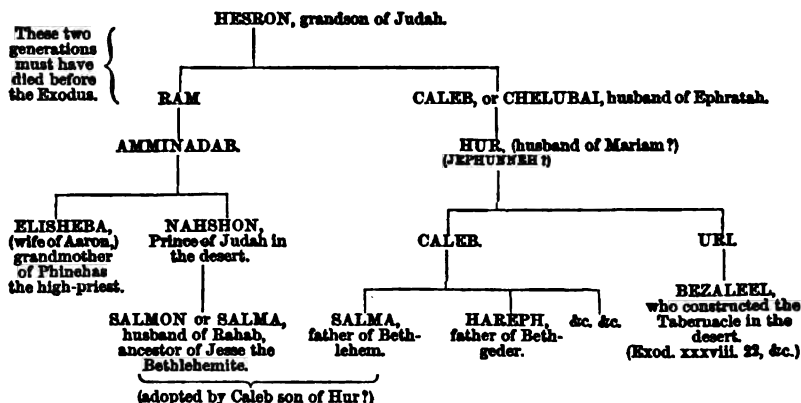 HESRON, grandson of Judah.
These two
generations
must have
died before
the Exodus.
RAM
CALEB, or CHELUBAI, husband of Ephratah.
AMMINADAB.
HUR, (husband of Mariam?)
(JEPHUNNEH?)
ELISHEBA,
(wife of Aaron,)
grandmother
of Phinehas
the high-priest.
NAHSHON,
Prince of Judah in
the desert.
CALEB.
URI.
SALMON or SALMA,
husband of Rahab,
ancestor of Jesse the
Bethlehemite.
SALMA,
father of Beth-
lehem.
HAREPH,
father of Beth-
geder.
&c. &c.
BEZALEEL,
who constructed the
Tabernacle in the
desert.
(Exod. xxxviii. 22, &c.)
(adopted by Caleb son of Hur?)